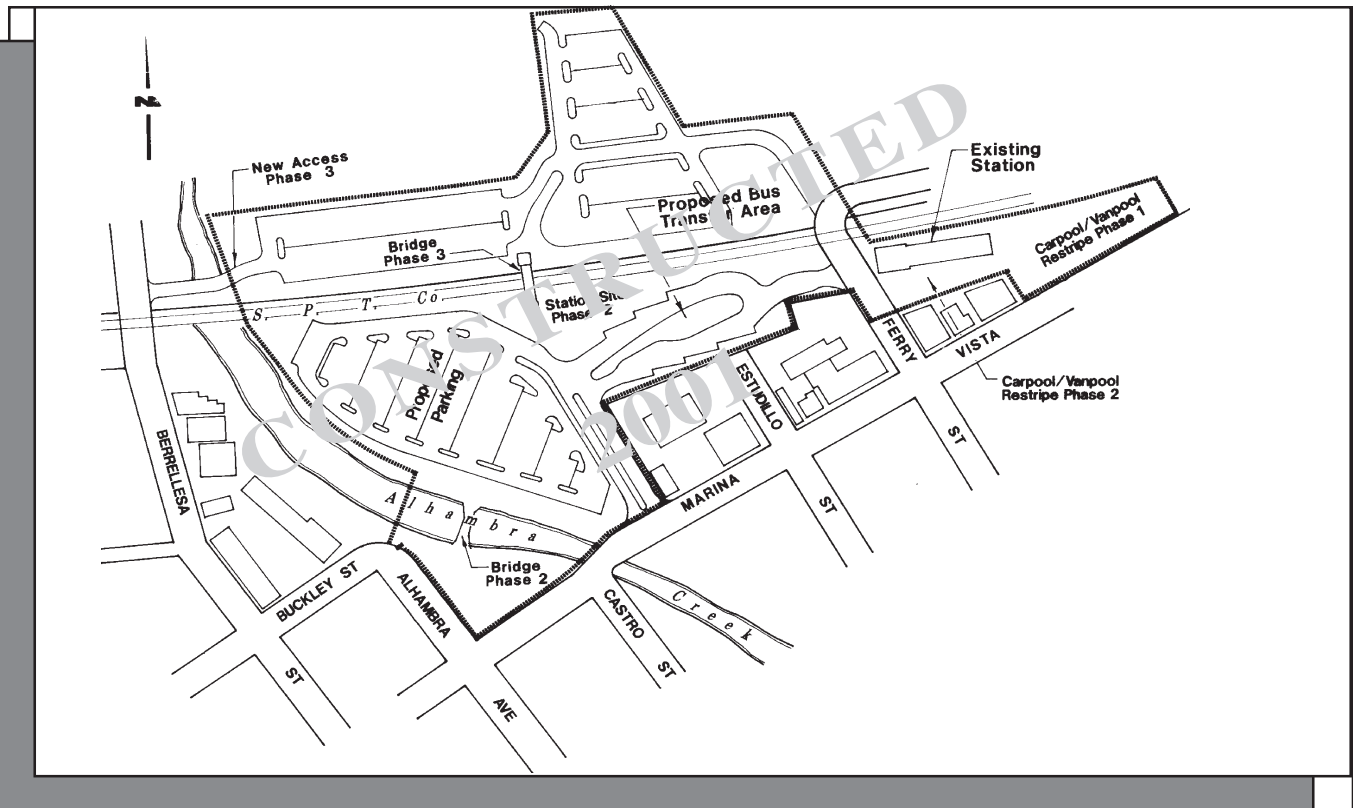 N
New Access
Phase 3
Existing
Station
Proposed Bus
Transfer Area
Carpool/Vanpool
Restripe Phase 1
Bridge
Phase 3
S. P. T. Co
Station Site
Phase 2
CONSTRUCTED
2001
Proposed
Parking
FERRY
VISTA
ESTUDILLO
Carpool/Vanpool
Restripe Phase 2
ST
BERRELLESA
MARINA
ST
Alhambra
Bridge
Phase 2
BUCKLEY ST
ALHAMBRA
CASTRO
ST
Creek
ST
AVE